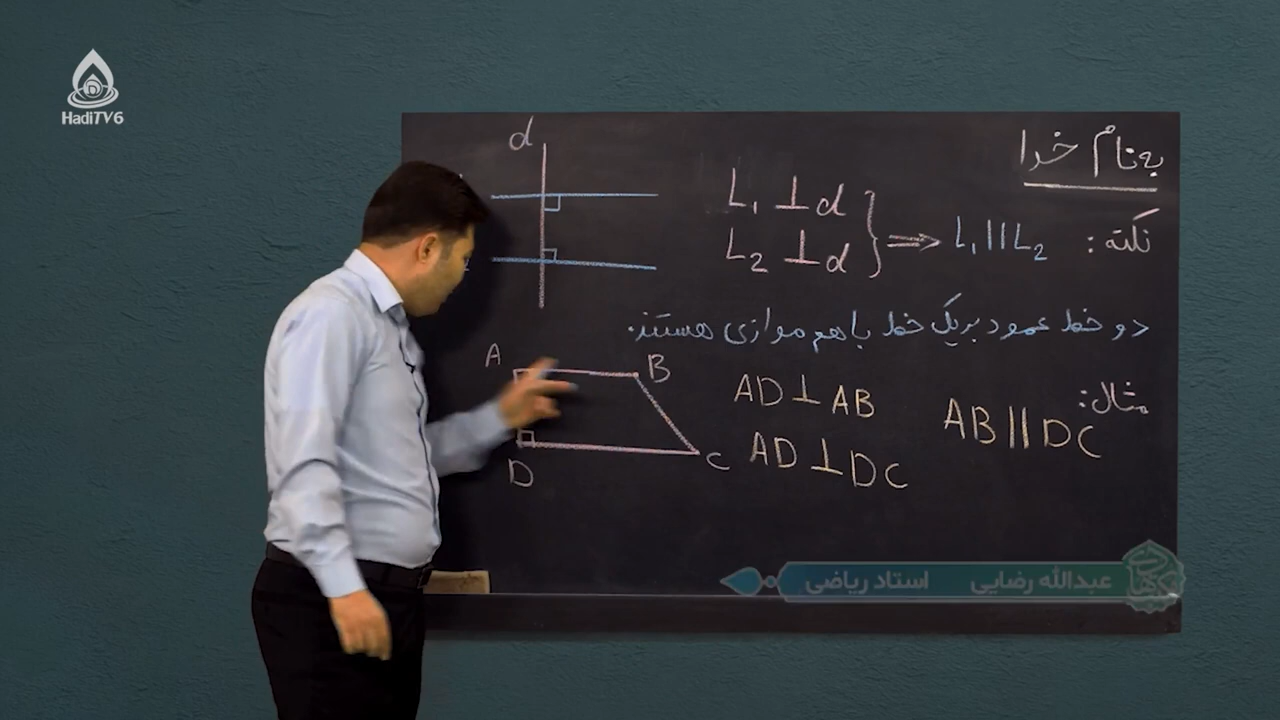 HadiTV6
به نام خدا
نکته:
L₁ ⊥ d
L₂ ⊥ d
} ⇒ L₁ || L₂
d
دو خط عمود بر یک خط با هم موازی هستند.
مثال:
A B
D C
AD ⊥ AB
AD ⊥ DC
AB || DC
عبدالله رضایی استاد ریاضی